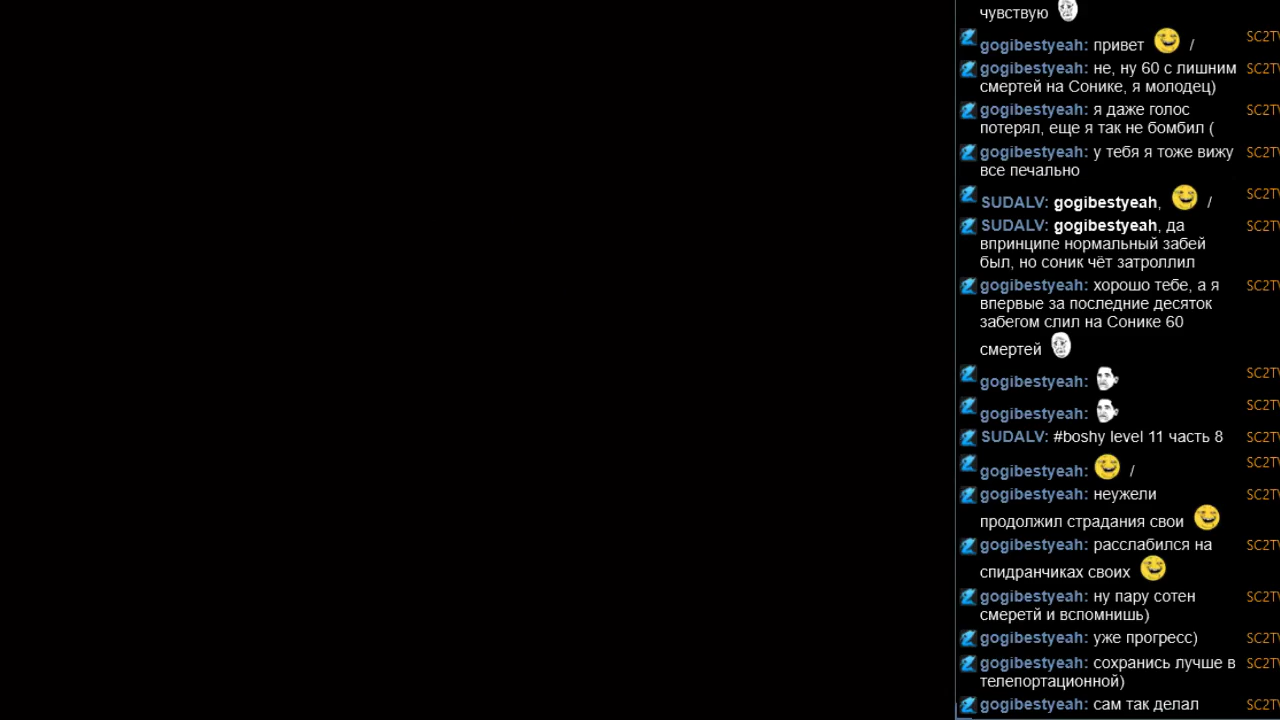 чувствую
gogibestyeah: привет / SC2TV
gogibestyeah: не, ну 60 с лишним SC2TV
смертей на Сонике, я молодец)
gogibestyeah: я даже голос SC2TV
потерял, еще я так не бомбил (
gogibestyeah: у тебя я тоже вижу SC2TV
все печально
SUDALV: gogibestyeah, / SC2TV
SUDALV: gogibestyeah, да SC2TV
впринципе нормальный забей
был, но соник чёт затроллил
gogibestyeah: хорошо тебе, а я SC2TV
впервые за последние десяток
забегом слил на Сонике 60
смертей
gogibestyeah: SC2TV
gogibestyeah: SC2TV
SUDALV: #boshy level 11 часть 8 SC2TV
gogibestyeah: / SC2TV
gogibestyeah: неужели SC2TV
продолжил страдания свои
gogibestyeah: расслабился на SC2TV
спидранчиках своих
gogibestyeah: ну пару сотен SC2TV
смеретй и вспомнишь)
gogibestyeah: уже прогресс) SC2TV
gogibestyeah: сохранись лучше в SC2TV
телепортационной)
gogibestyeah: сам так делал SC2TV